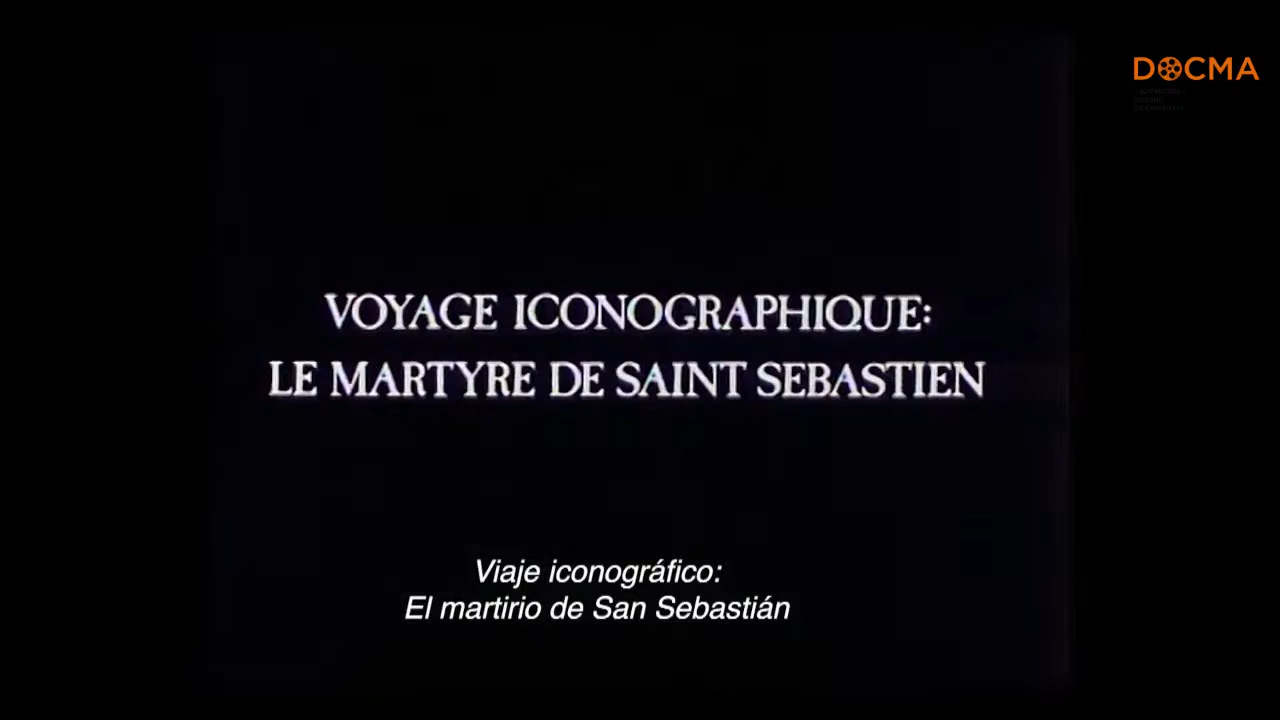 DOCMA
VOYAGE ICONOGRAPHIQUE:
LE MARTYRE DE SAINT SEBASTIEN
Viaje iconográfico:
El martirio de San Sebastián